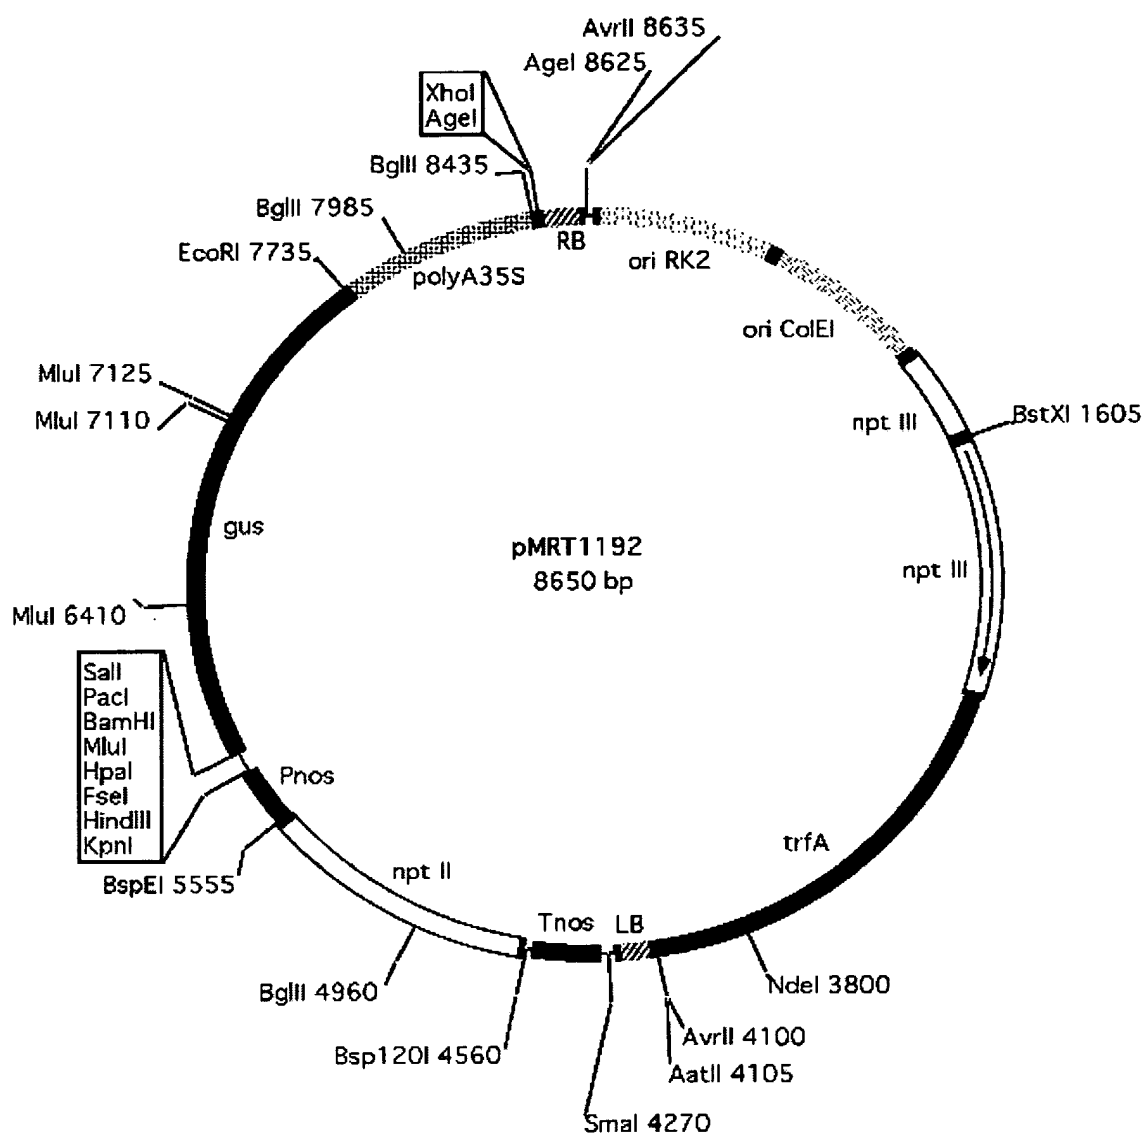 AvrII 8635
AgeI 8625
XhoI
AgeI
BglII 8435
BglII 7985
EcoRI 7735
RB
polyA35S
ori RK2
ori ColEI
MluI 7125
MluI 7110
npt III
BstXI 1605
gus
pMRT1192
8650 bp
npt III
MluI 6410
SalI
PacI
BamHI
MluI
HpaI
FseI
HindIII
KpnI
Pnos
BspEI 5555
npt II
trfA
Tnos
LB
BglII 4960
NdeI 3800
Bsp120I 4560
AvrII 4100
AatII 4105
SmaI 4270